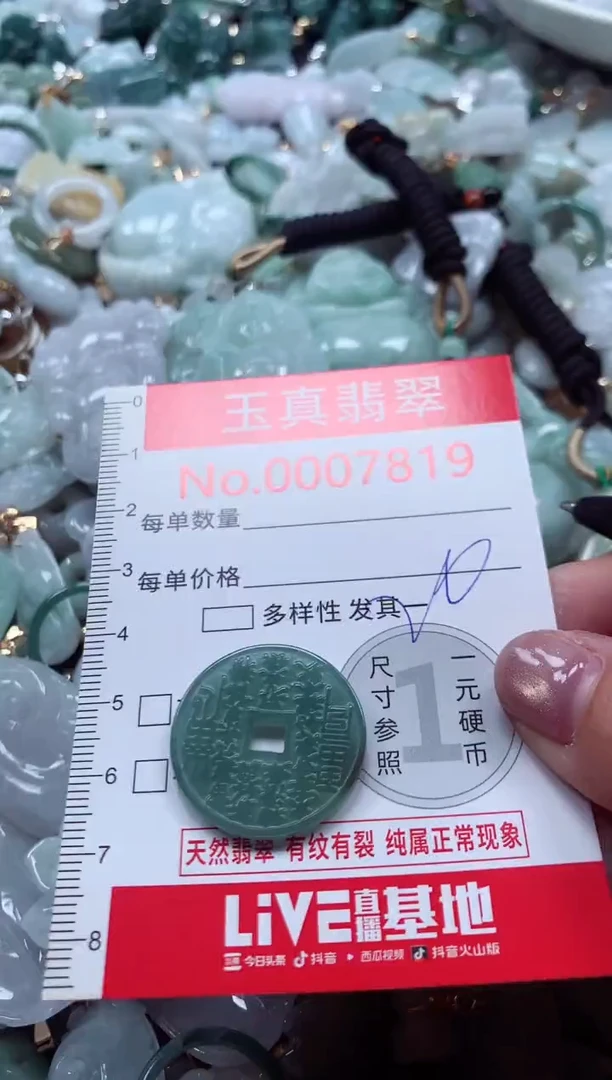 玉真翡翠
No.0007819
每单数量
每单价格
多样性 发其一
尺寸参照
1
一元硬币
天然翡翠 有纹有裂 纯属正常现象
LiVE直播基地
今日头条 抖音 西瓜视频 抖音火山版
0
1
2
3
4
5
6
7
8